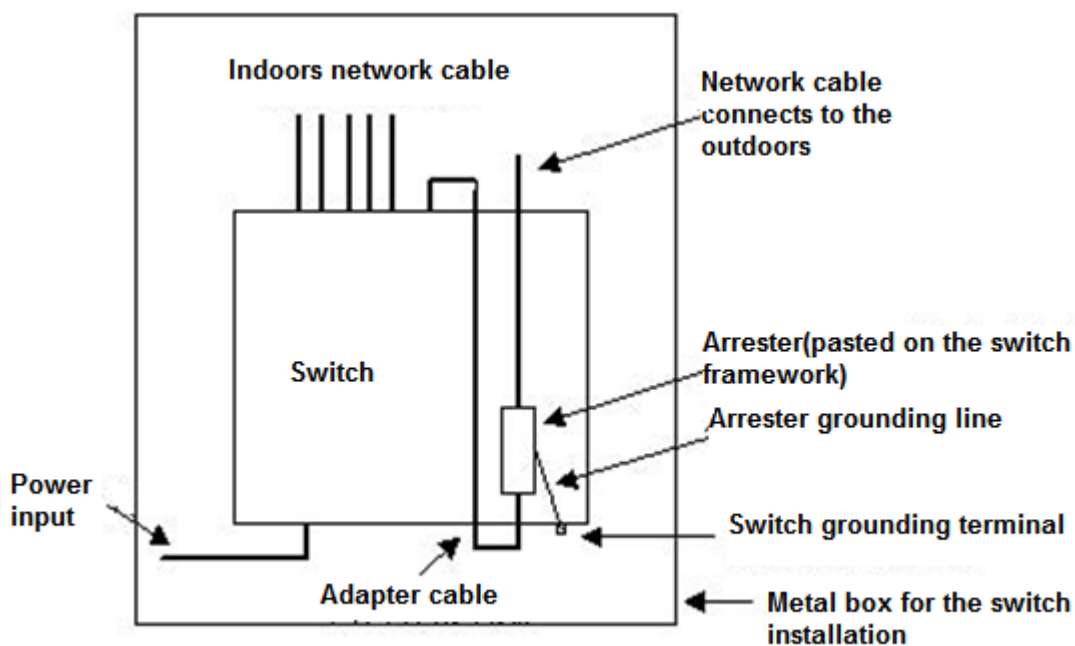 Indoors network cable
Network cable
connects to the
outdoors
Switch
Arrester(pasted on the switch
framework)
Arrester grounding line
Power
input
Switch grounding terminal
Adapter cable
Metal box for the switch
installation